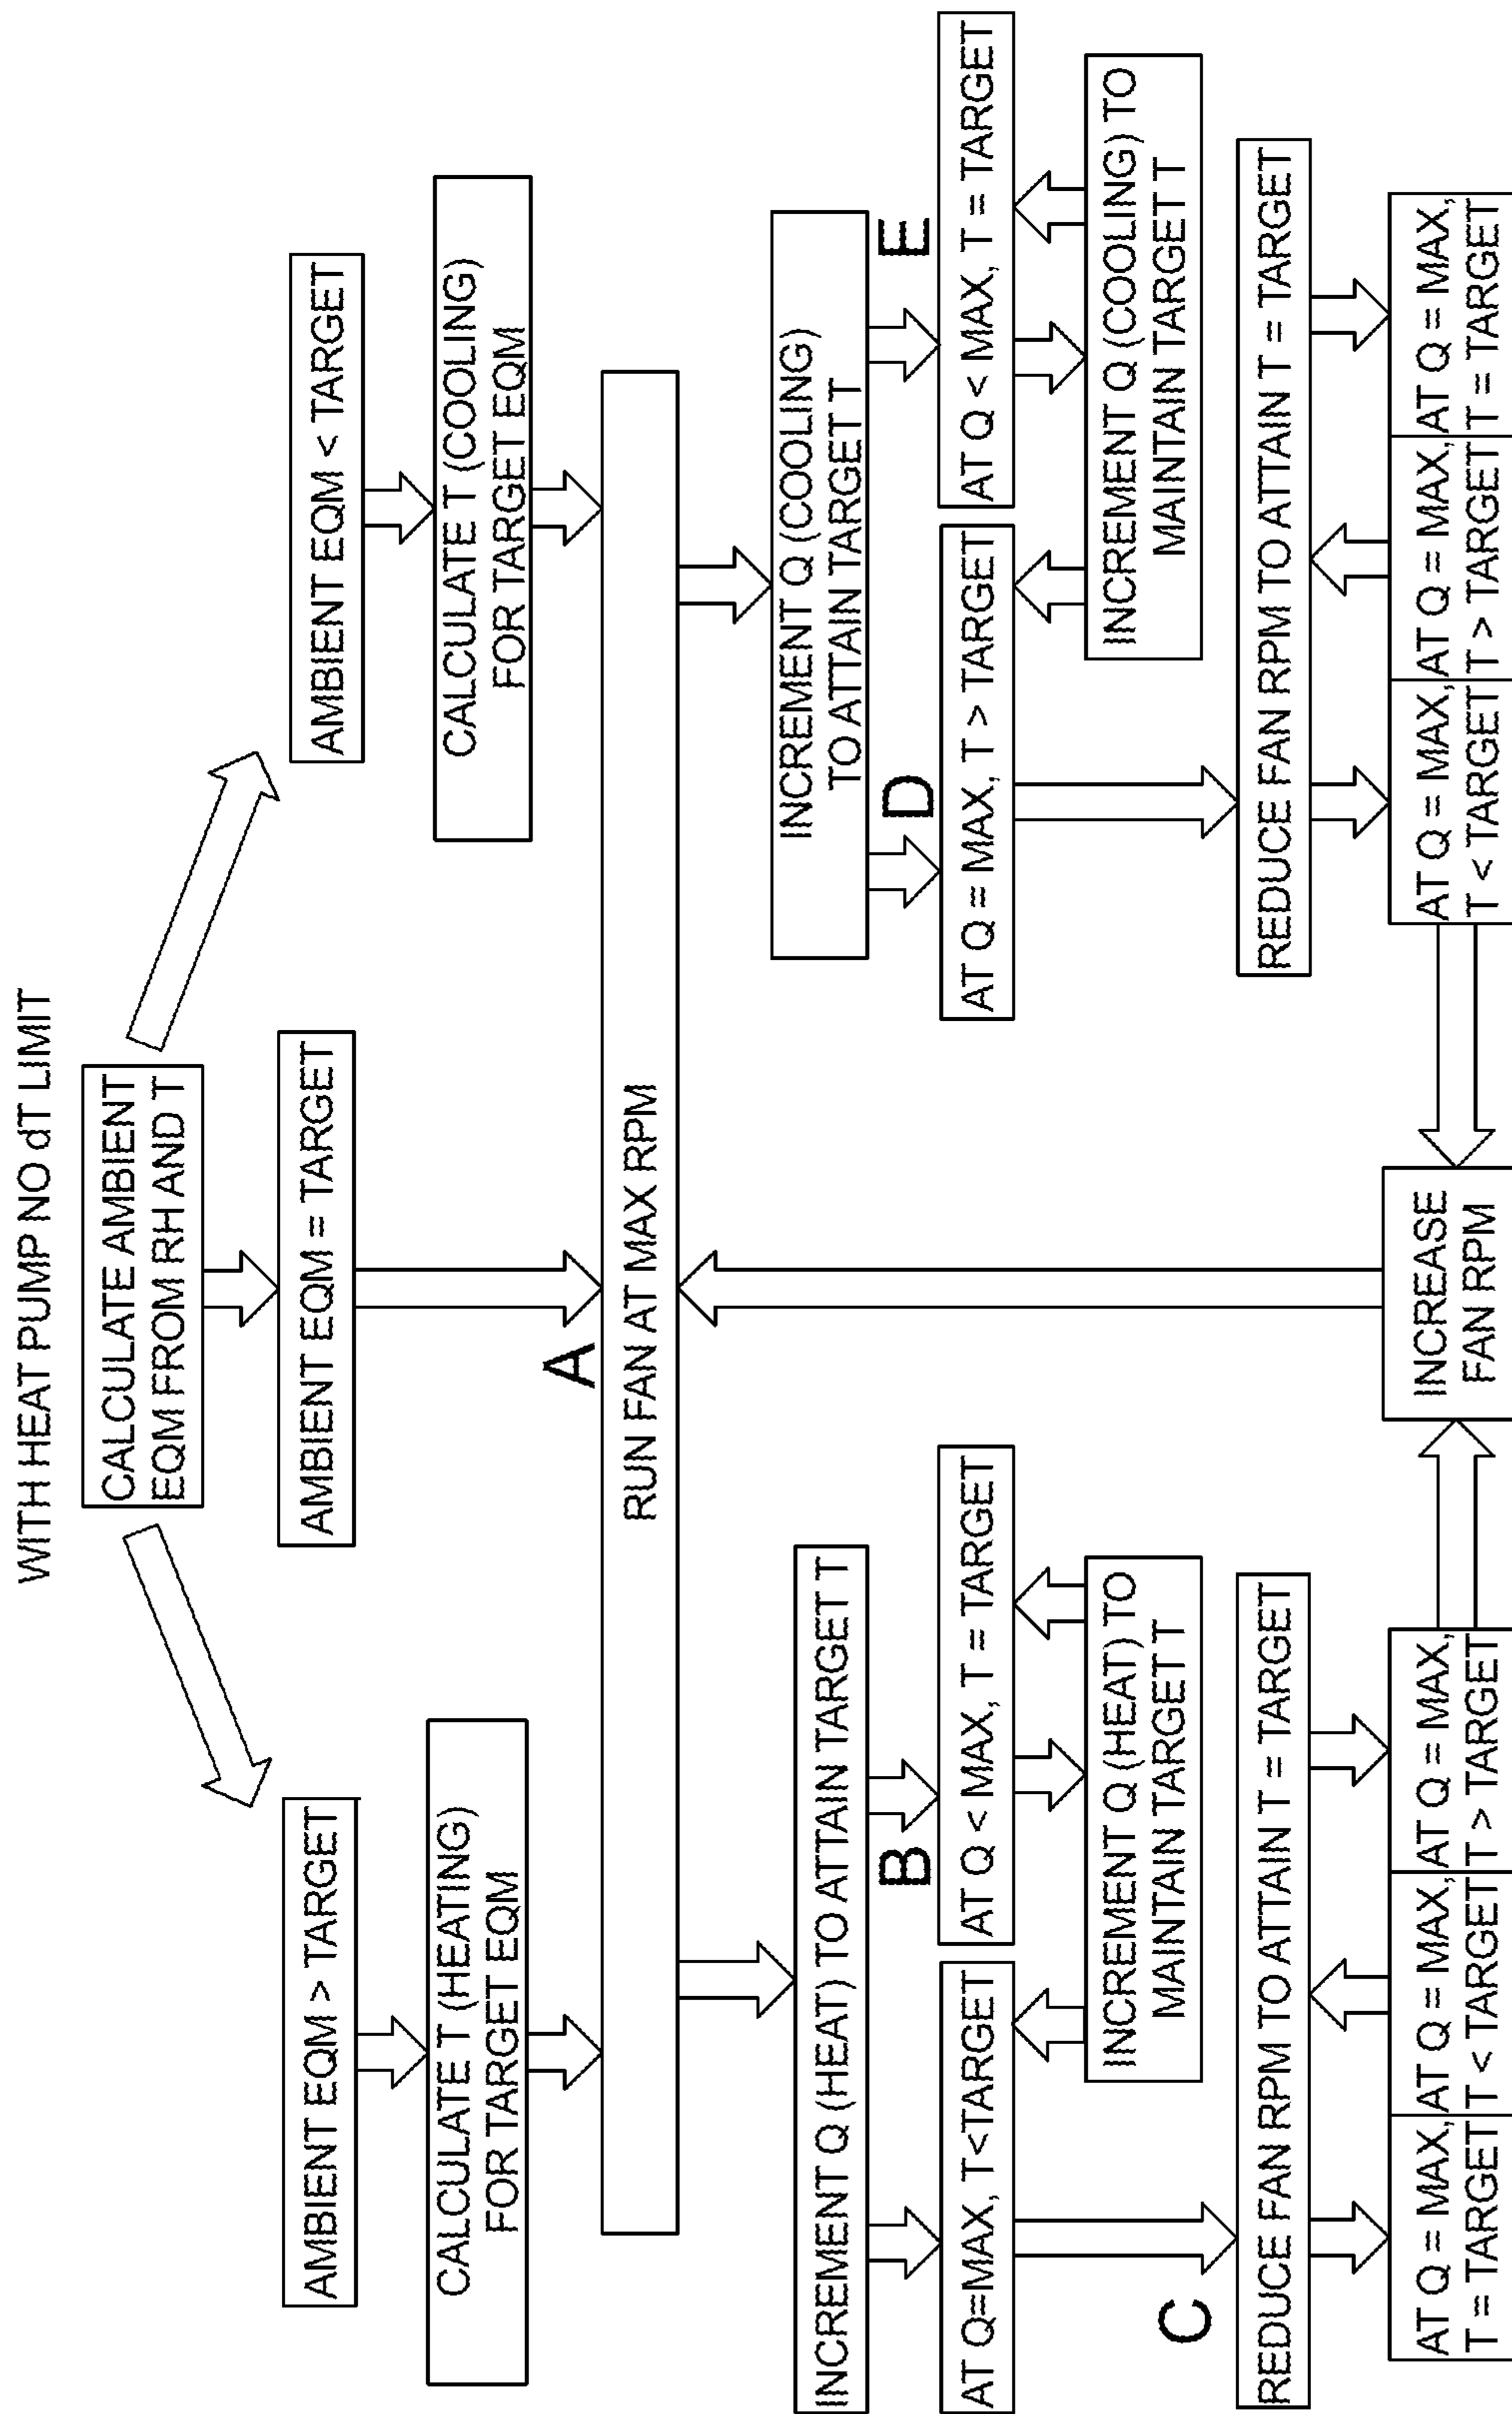 WITH HEAT PUMP NO dT LIMIT
CALCULATE AMBIENT
EQM FROM RH AND T
AMBIENT EQM > TARGET
AMBIENT EQM = TARGET
AMBIENT EQM < TARGET
CALCULATE T (HEATING)
FOR TARGET EQM
CALCULATE T (COOLING)
FOR TARGET EQM
A
RUN FAN AT MAX RPM
INCREMENT Q (HEAT) TO ATTAIN TARGET T
INCREMENT Q (COOLING)
TO ATTAIN TARGET T
B
D
E
AT Q=MAX, T<TARGET
AT Q < MAX, T = TARGET
AT Q = MAX, T > TARGET
AT Q < MAX, T = TARGET
INCREMENT Q (HEAT) TO
MAINTAIN TARGET T
INCREMENT Q (COOLING) TO
MAINTAIN TARGET T
C
REDUCE FAN RPM TO ATTAIN T = TARGET
REDUCE FAN RPM TO ATTAIN T = TARGET
AT Q = MAX,
T = TARGET
AT Q = MAX,
T < TARGET
AT Q = MAX,
T > TARGET
INCREASE
FAN RPM
AT Q = MAX,
T < TARGET
AT Q = MAX,
T > TARGET
AT Q = MAX,
T = TARGET